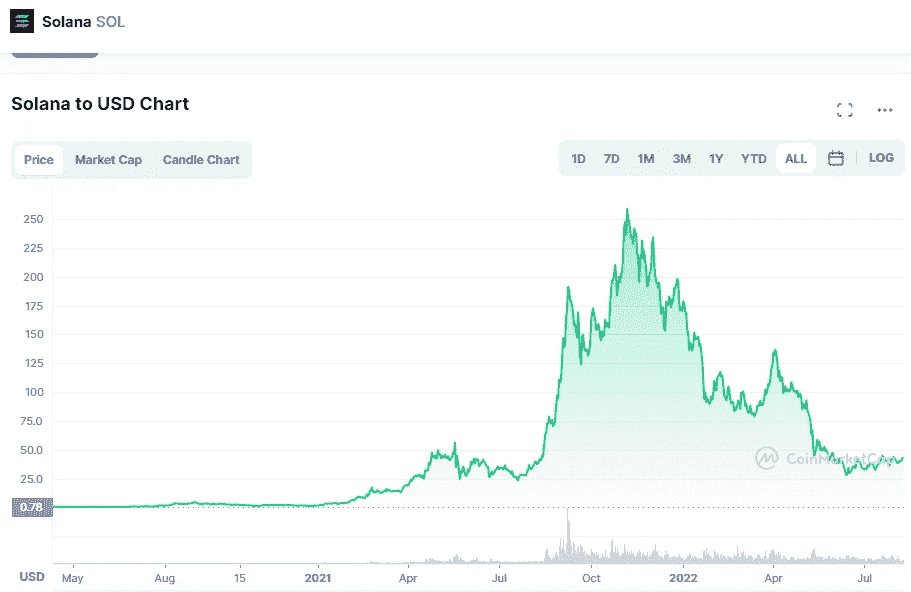 Solana SOL
Solana to USD Chart
Price Market Cap Candle Chart
1D 7D 1M 3M 1Y YTD ALL LOG
250
225
200
175
150
125
100
75.0
50.0
25.0
0.78
CoinMarketCap
USD May Aug 15 2021 Apr Jul Oct 2022 Apr Jul